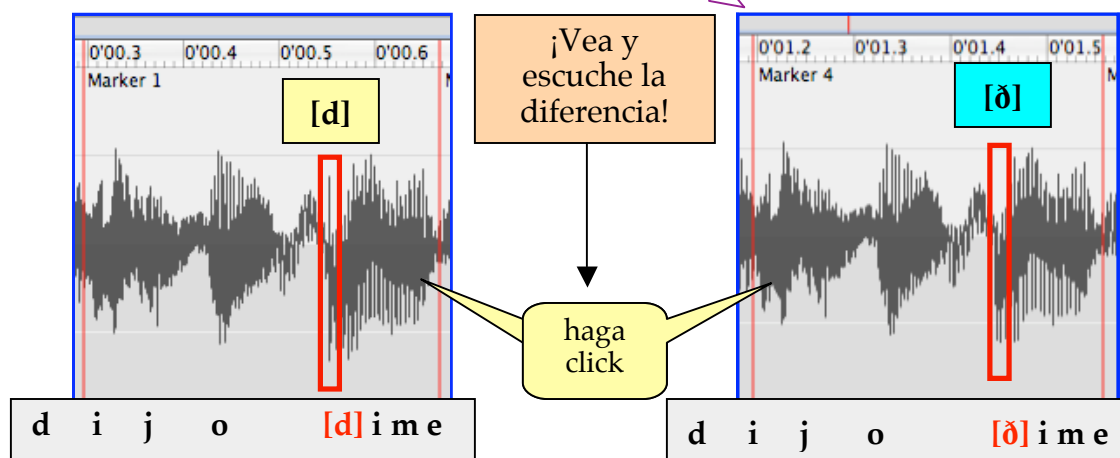 0'00.3 0'00.4 0'00.5 0'00.6
Marker 1
[d]
¡Vea y
escuche la
diferencia!
0'01.2 0'01.3 0'01.4 0'01.5
Marker 4
[ð]
haga
click
d i j o [d] i m e
d i j o [ð] i m e